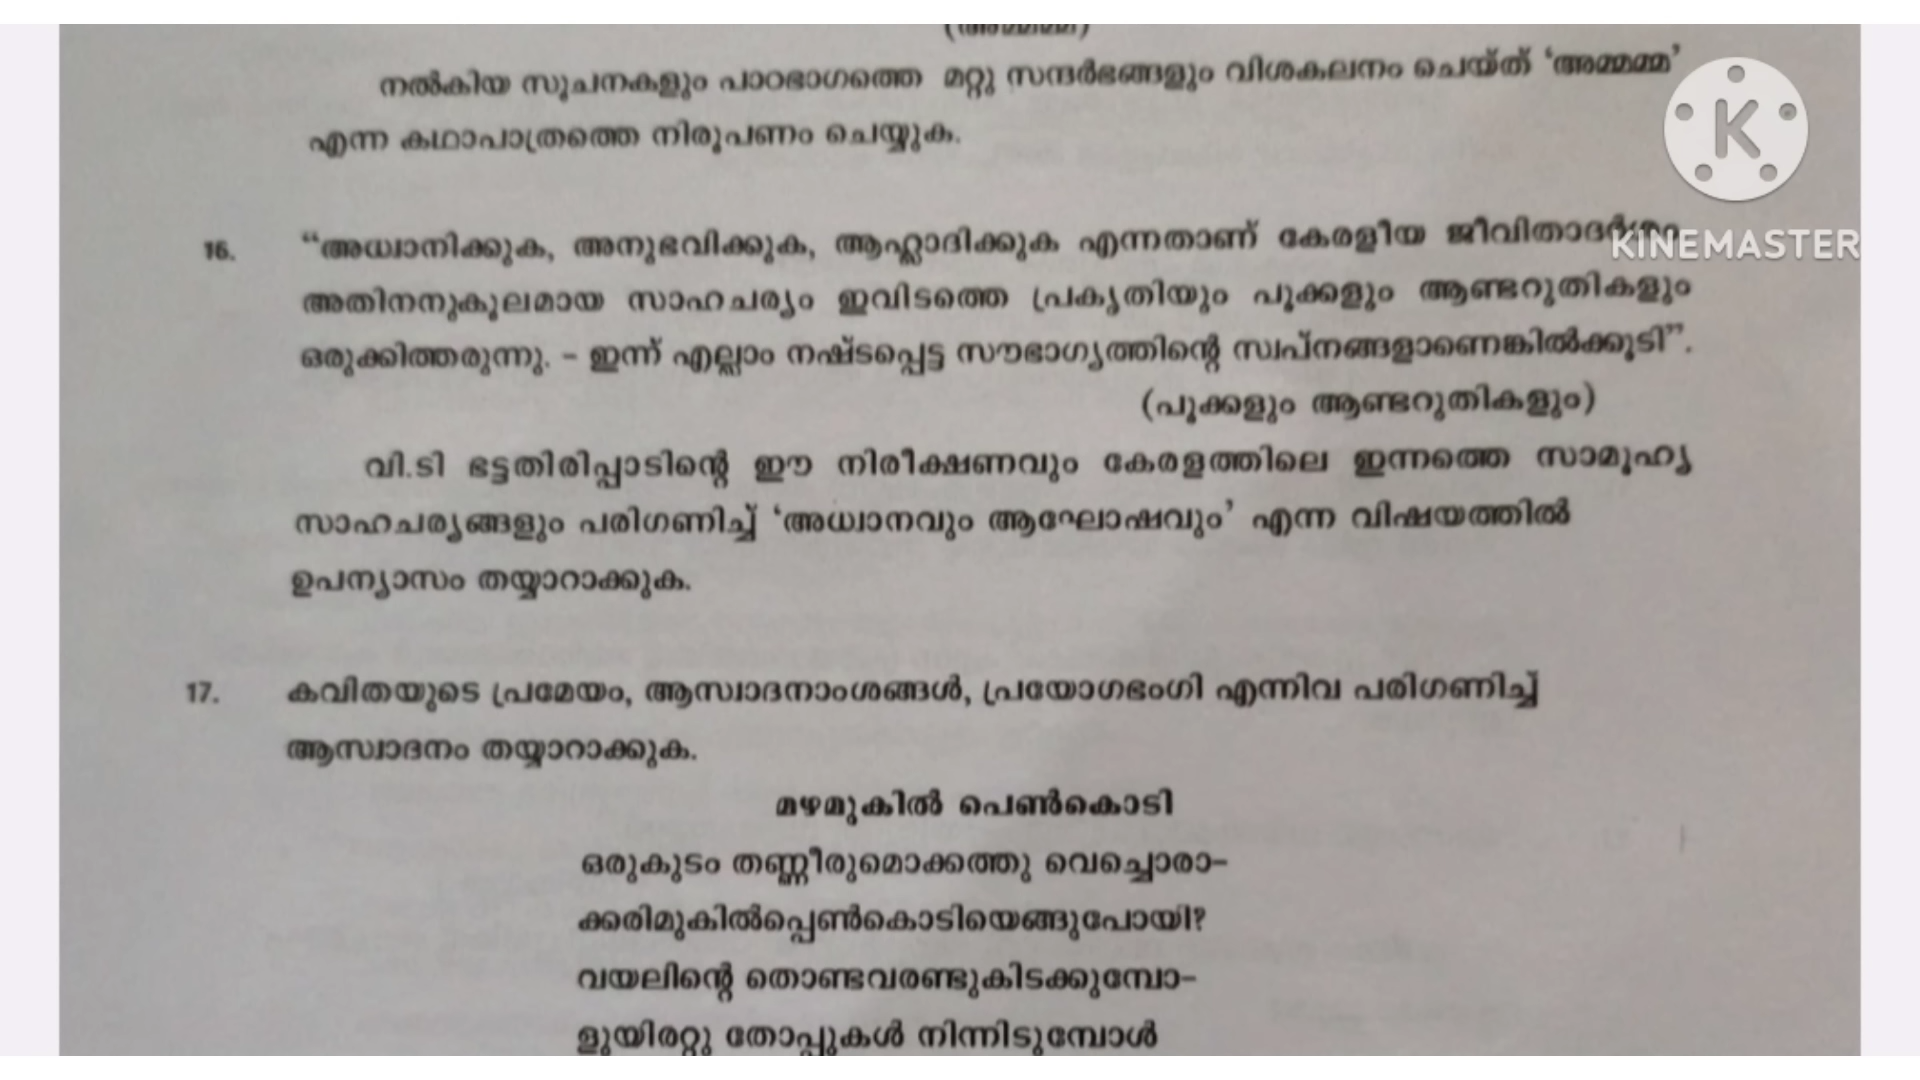 (അമ്മമ്മ)
നൽകിയ സൂചനകളും പാഠഭാഗത്തെ മറ്റു സന്ദർഭങ്ങളും വിശകലനം ചെയ്ത് ‘അമ്മമ്മ’
എന്ന കഥാപാത്രത്തെ നിരൂപണം ചെയ്യുക.
16. “അധ്വാനിക്കുക, അനുഭവിക്കുക, ആഹ്ലാദിക്കുക എന്നതാണ് കേരളീയ
KINEMASTER
അതിനനുകൂലമായ സാഹചര്യം ഇവിടത്തെ പ്രകൃതിയും പൂക്കളും ആണ്ടറുതികളും
ഒരുക്കിത്തരുന്നു. – ഇന്ന് എല്ലാം നഷ്ടപ്പെട്ട സൗഭാഗ്യത്തിന്റെ സ്വപ്നങ്ങളാണെങ്കിൽക്കൂടി”.
(പൂക്കളും ആണ്ടറുതികളും)
വി.ടി ഭട്ടതിരിപ്പാടിന്റെ ഈ നിരീക്ഷണവും കേരളത്തിലെ ഇന്നത്തെ സാമൂഹ്യ
സാഹചര്യങ്ങളും പരിഗണിച്ച് ‘അധ്വാനവും ആഘോഷവും’ എന്ന വിഷയത്തിൽ
ഉപന്യാസം തയ്യാറാക്കുക.
17. കവിതയുടെ പ്രമേയം, ആസ്വാദനാംശങ്ങൾ, പ്രയോഗഭംഗി എന്നിവ പരിഗണിച്ച്
ആസ്വാദനം തയ്യാറാക്കുക.
മഴമുകിൽ പെൺകൊടി
ഒരുകുടം തണ്ണീരുമൊക്കത്തു വെച്ചൊരാ–
ക്കരിമുകിൽപ്പെൺകൊടിയെങ്ങുപോയി?
വയലിന്റെ തൊണ്ടവരണ്ടുകിടക്കുമ്പോ–
ളുയിരറ്റു തോപ്പുകൾ നിന്നിടുമ്പോൾ